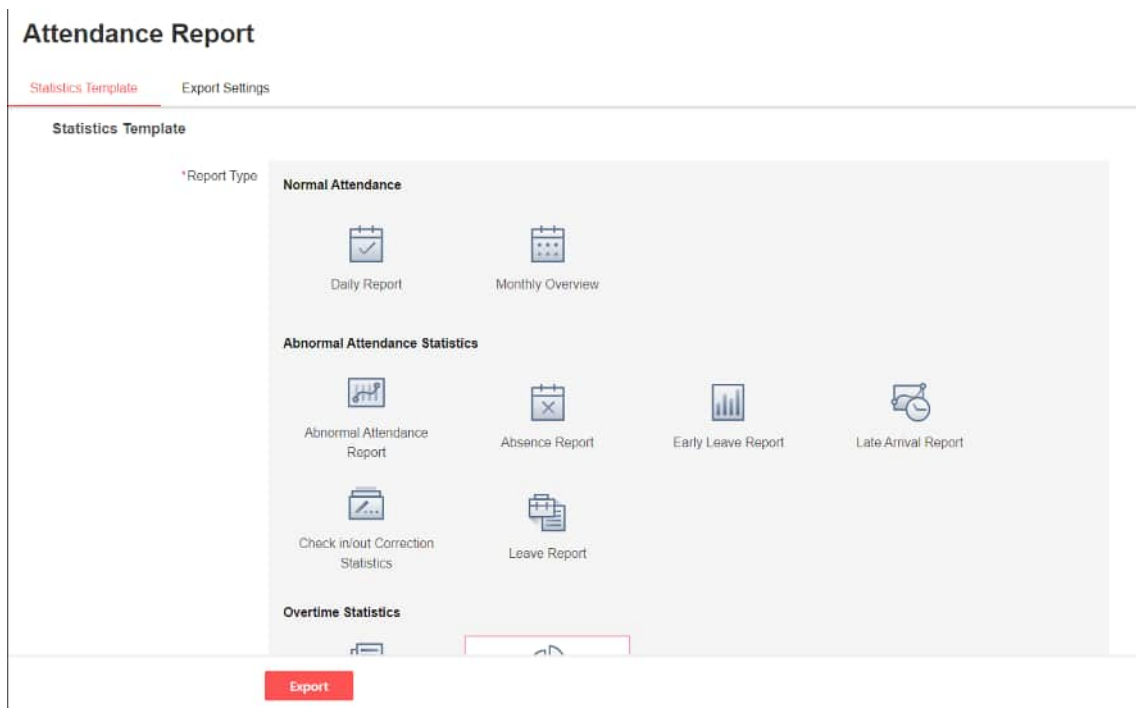 Attendance Report
Statistics Template Export Settings
Statistics Template
*Report Type
Normal Attendance
Daily Report Monthly Overview
Abnormal Attendance Statistics
Abnormal Attendance
Report
Absence Report Early Leave Report Late Arrival Report
Check in/out Correction
Statistics
Leave Report
Overtime Statistics
Export